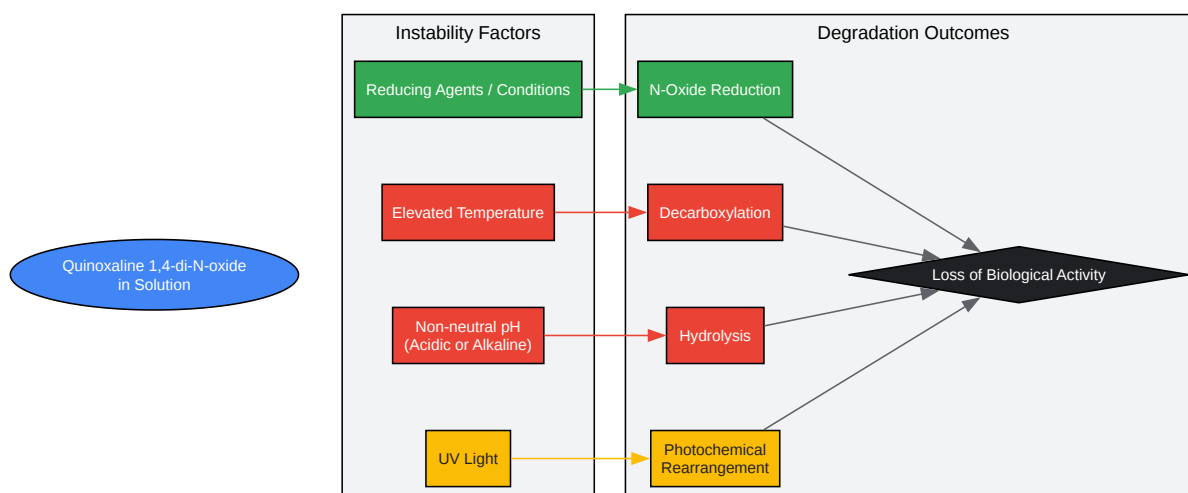 Instability Factors
Degradation Outcomes
Reducing Agents / Conditions
N-Oxide Reduction
Elevated Temperature
Decarboxylation
Quinoxaline 1,4-di-N-oxide
in Solution
Loss of Biological Activity
Non-neutral pH
(Acidic or Alkaline)
Hydrolysis
UV Light
Photochemical
Rearrangement